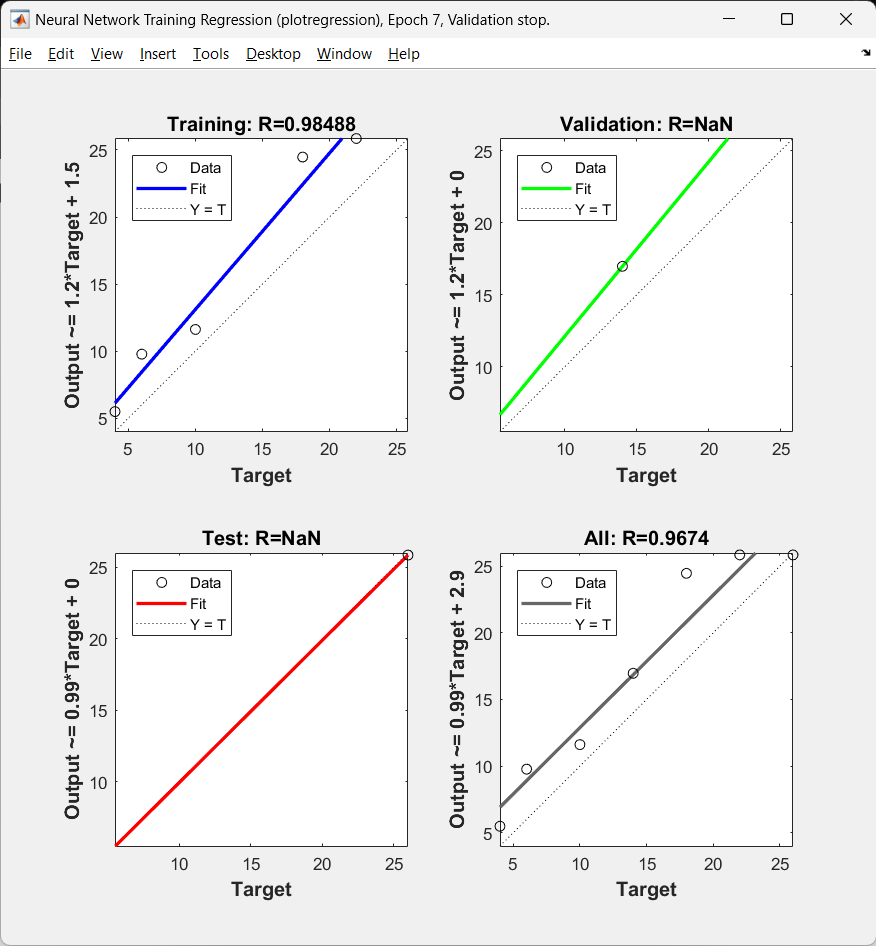 Neural Network Training Regression (plotregression), Epoch 7, Validation stop.
File Edit View Insert Tools Desktop Window Help
Training: R=0.98488
Output ~= 1.2*Target + 1.5
25
20
15
10
5
Data
Fit
Y = T
5 10 15 20 25
Target
Validation: R=NaN
Output ~= 1.2*Target + 0
25
20
15
10
Data
Fit
Y = T
10 15 20 25
Target
Test: R=NaN
Output ~= 0.99*Target + 0
25
20
15
10
Data
Fit
Y = T
10 15 20 25
Target
All: R=0.9674
Output ~= 0.99*Target + 2.9
25
20
15
10
5
Data
Fit
Y = T
5 10 15 20 25
Target